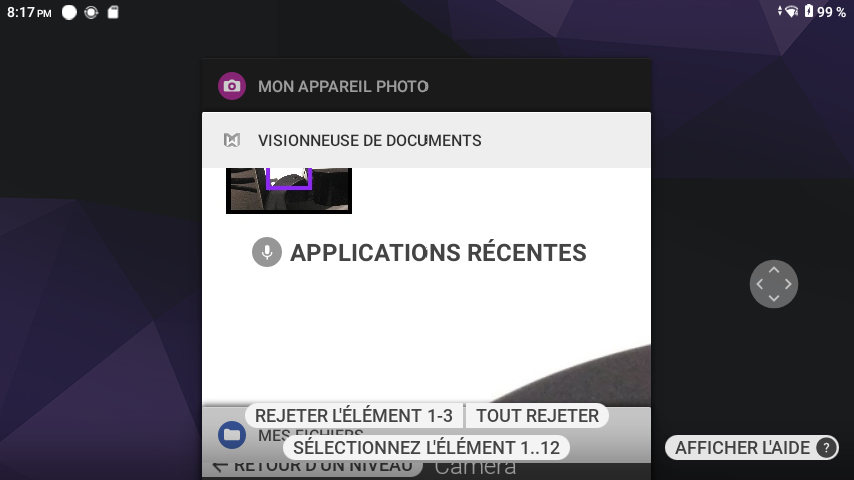 8:17 PM
99 %
MON APPAREIL PHOTO
VISIONNEUSE DE DOCUMENTS
APPLICATIONS RÉCENTES
REJETER L'ÉLÉMENT 1-3
TOUT REJETER
MES FICHIERS
SÉLECTIONNEZ L'ÉLÉMENT 1..12
AFFICHER L'AIDE ?
RETOUR D'UN NIVEAU
Camera